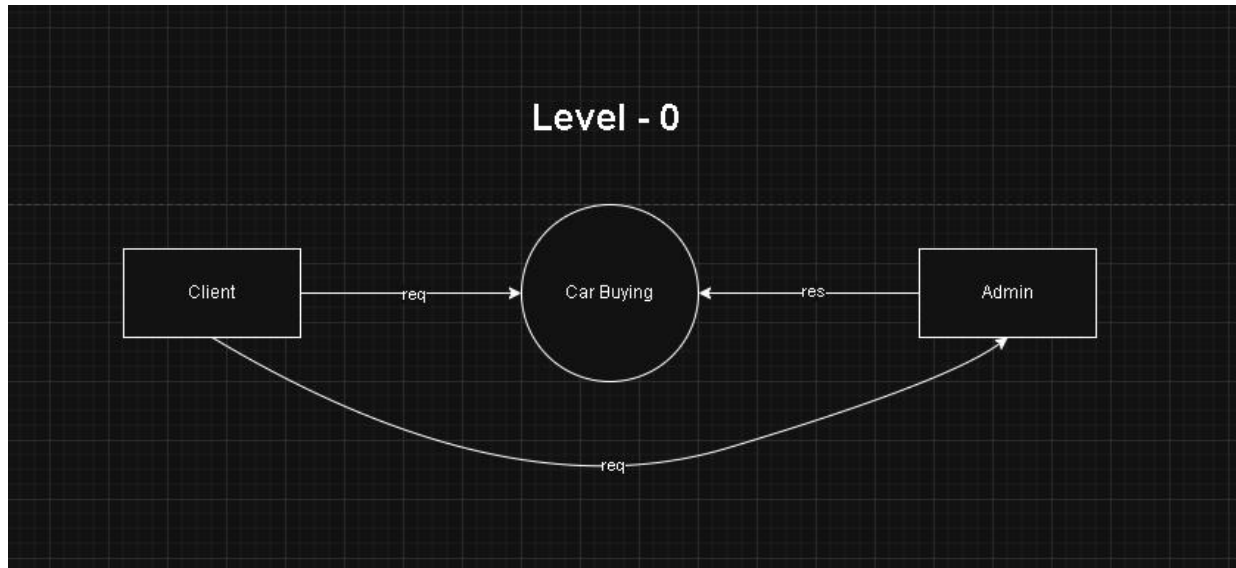 Level - 0
Client
req
Car Buying
res
Admin
req